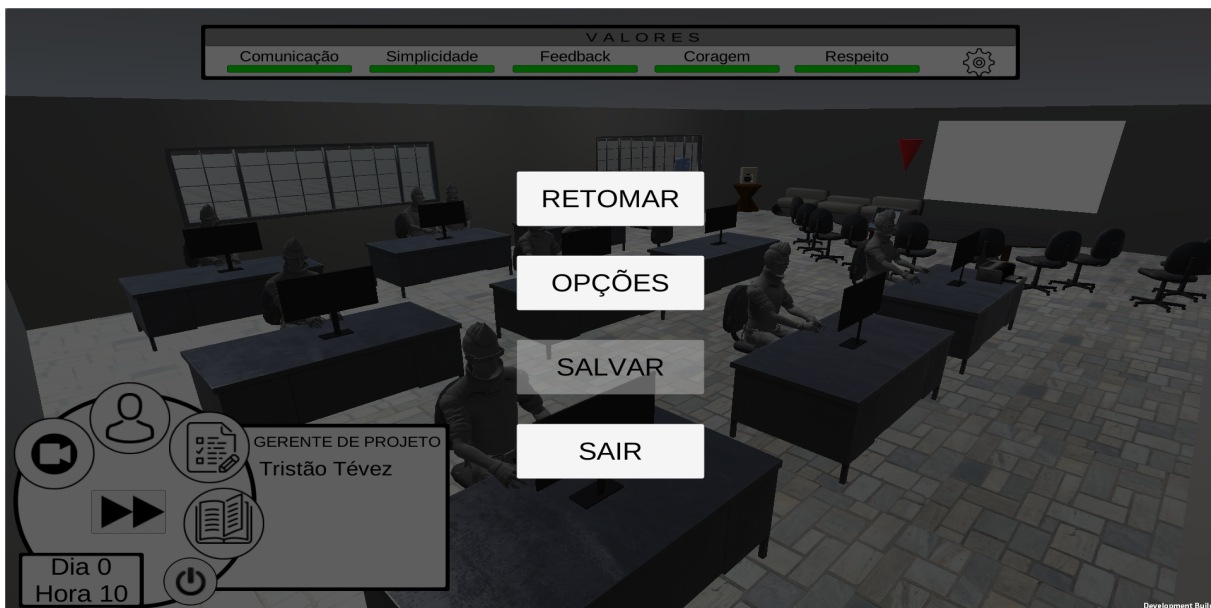 VALORES
Comunicação Simplicidade Feedback Coragem Respeito
RETOMAR
OPÇÕES
SALVAR
SAIR
GERENTE DE PROJETO
Tristão Tévez
Dia 0
Hora 10
Development Build